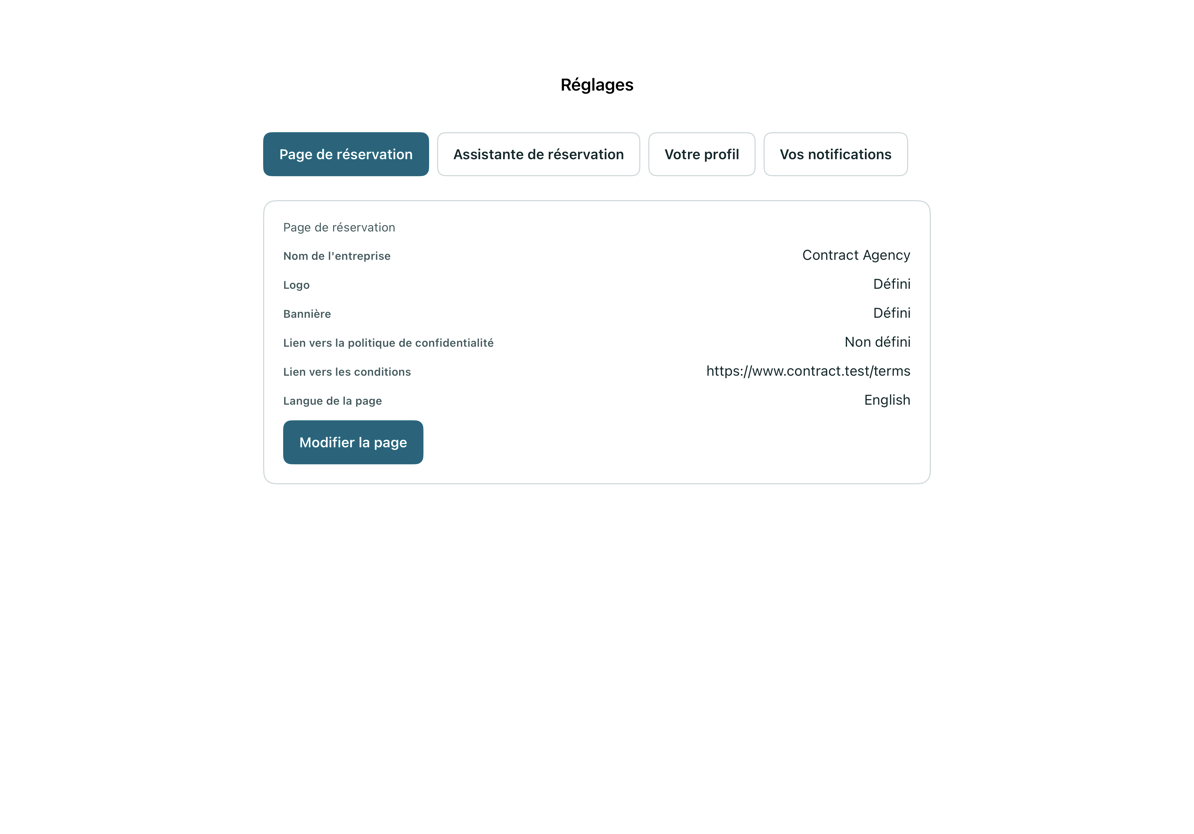 Réglages
Page de réservation
Assistante de réservation
Votre profil
Vos notifications
Page de réservation
Nom de l'entreprise Contract Agency
Logo Défini
Bannière Défini
Lien vers la politique de confidentialité Non défini
Lien vers les conditions https://www.contract.test/terms
Langue de la page English
Modifier la page